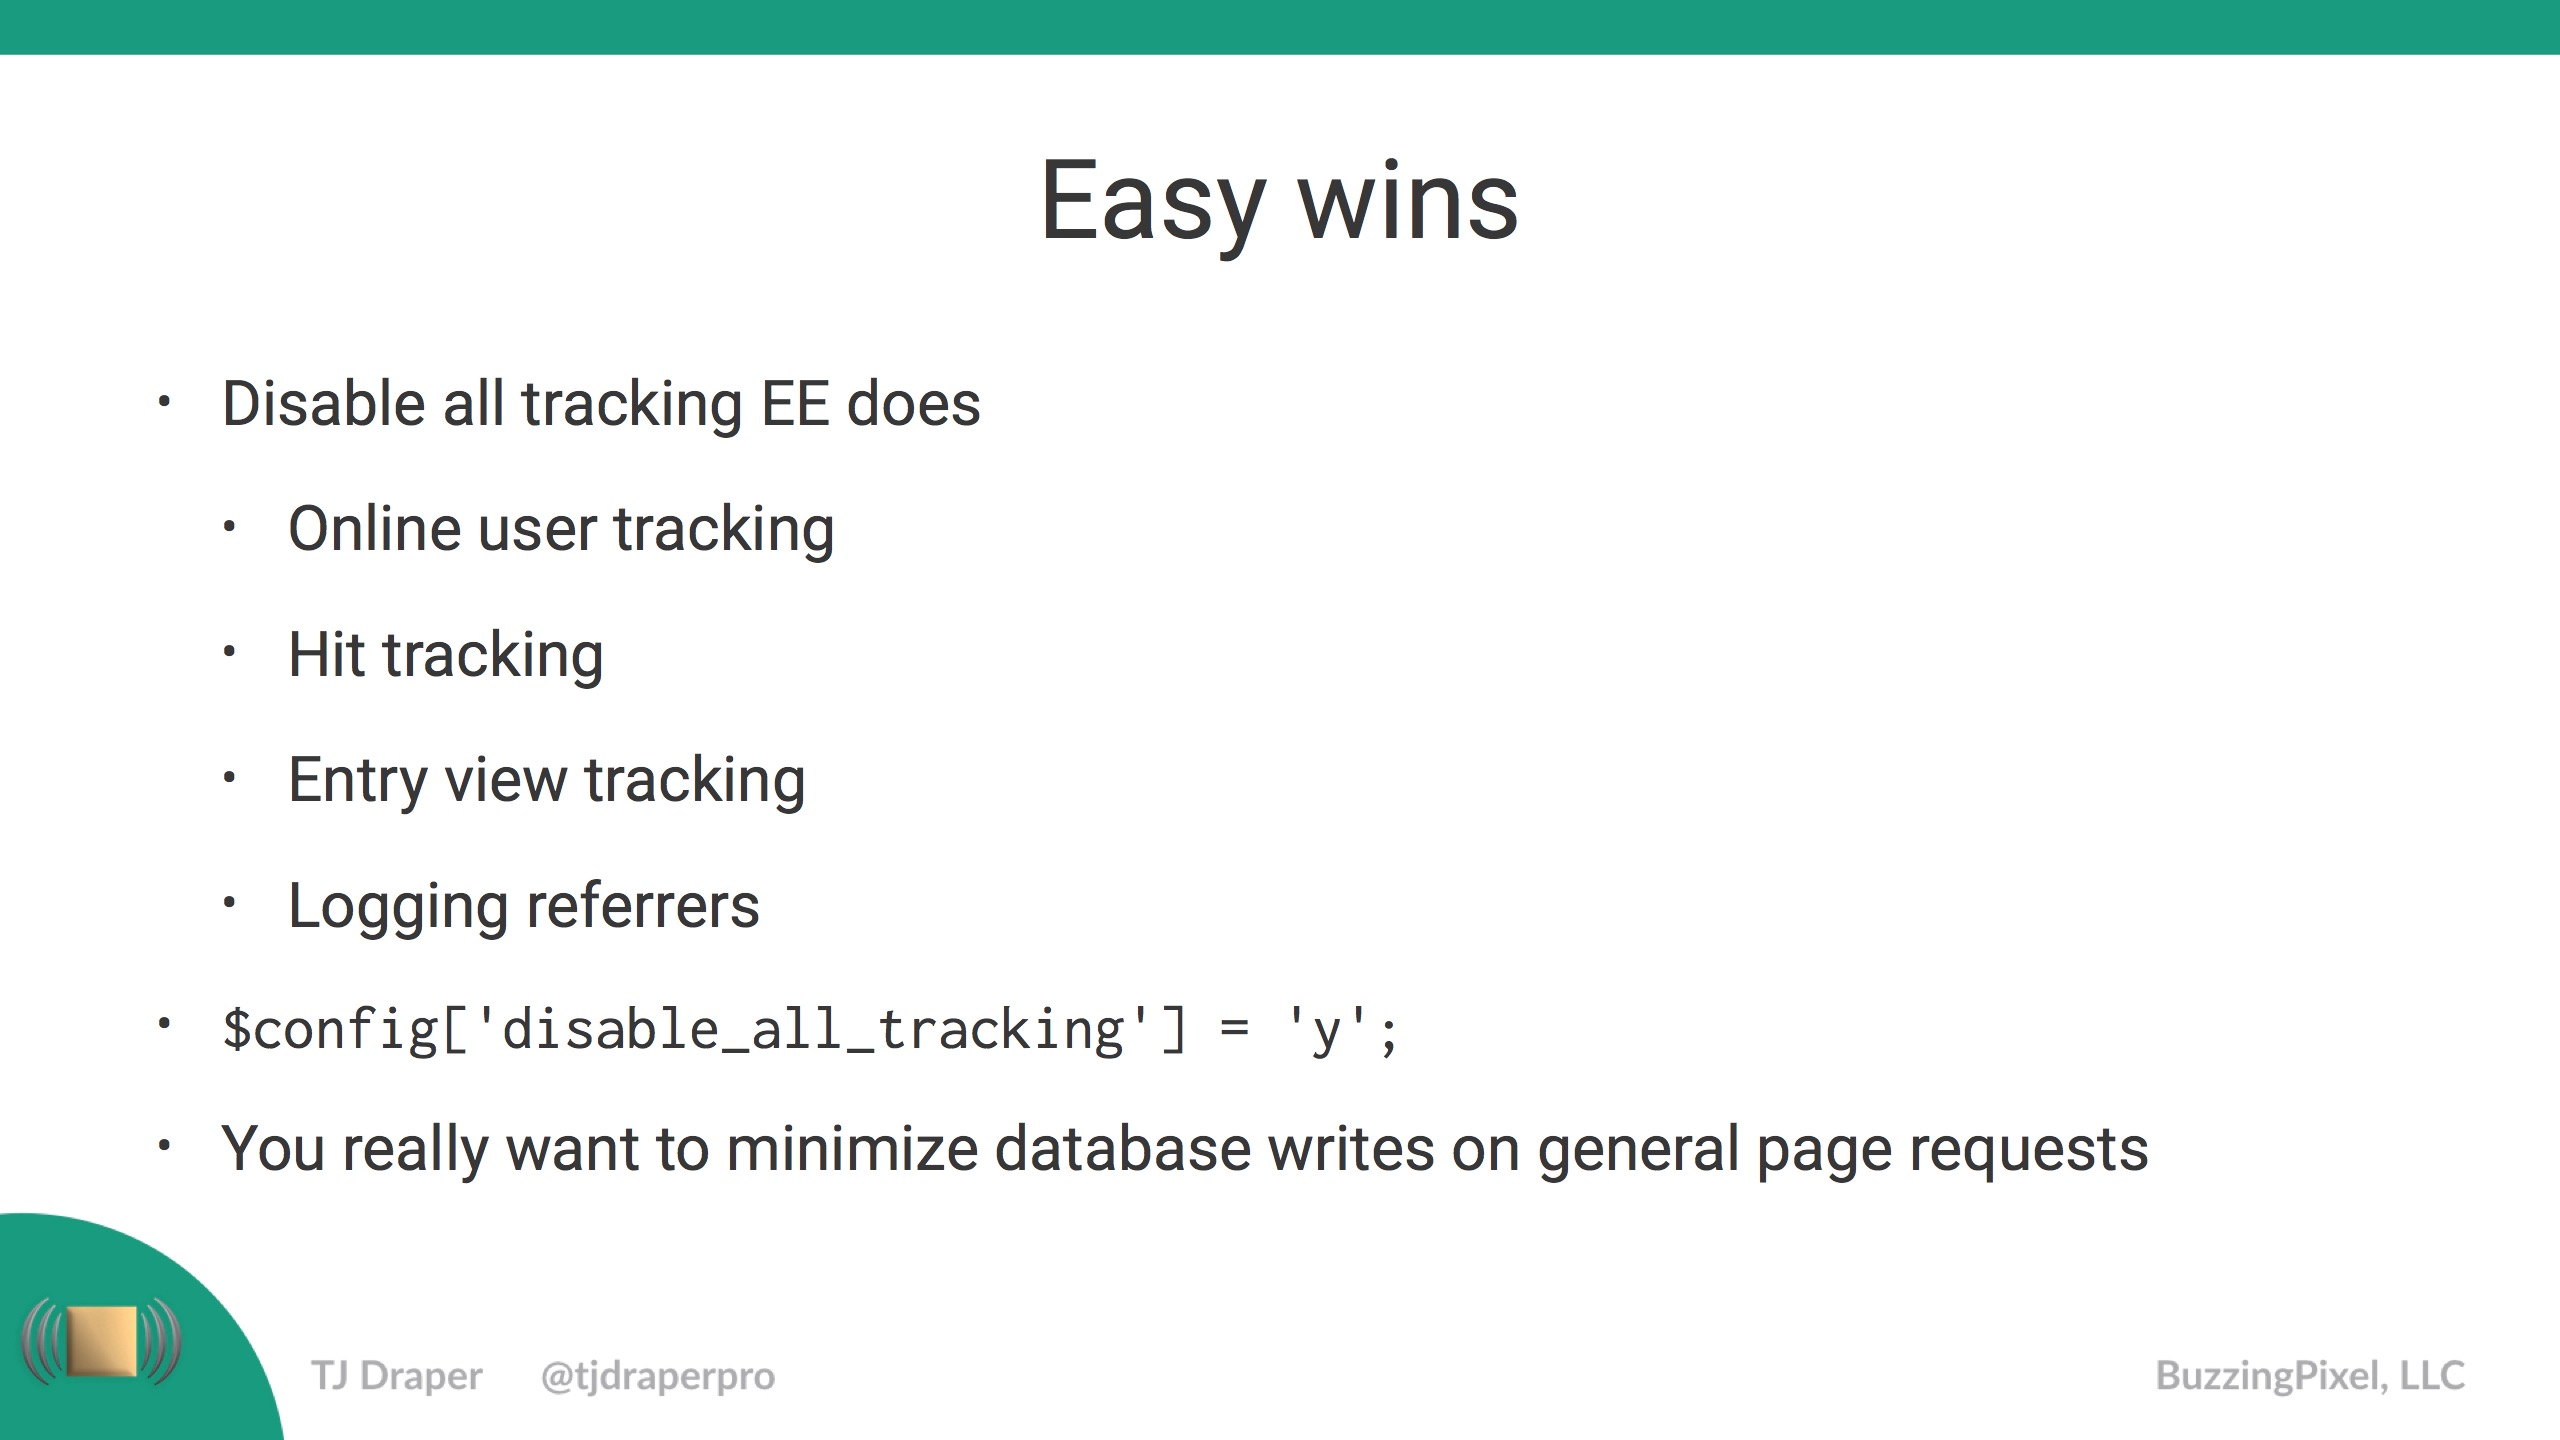 Easy wins
• Disable all tracking EE does
• Online user tracking
• Hit tracking
• Entry view tracking
• Logging referrers
• $config['disable_all_tracking'] = 'y';
• You really want to minimize database writes on general page requests
TJ Draper @tjdraperpro BuzzingPixel, LLC